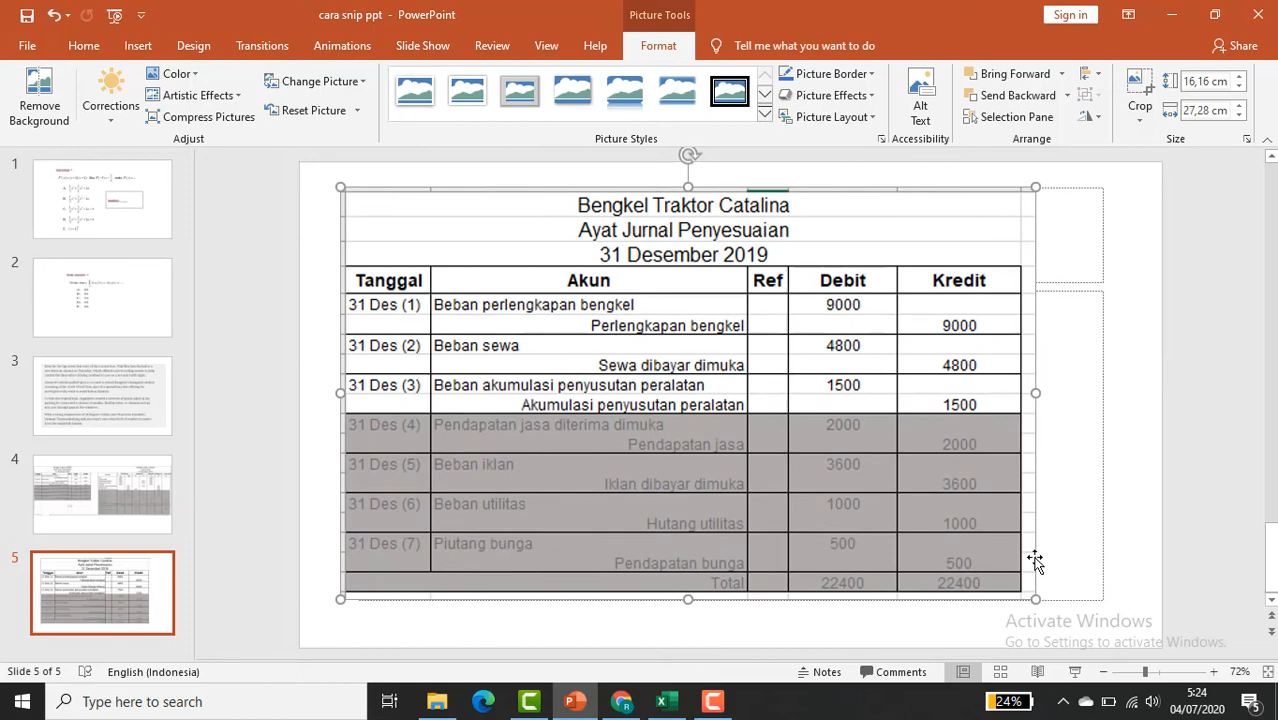 cara snip ppt - PowerPoint
Picture Tools
Sign in
File Home Insert Design Transitions Animations Slide Show Review View Help Format Tell me what you want to do Share
Remove Background
Corrections
Color
Artistic Effects
Compress Pictures
Change Picture
Reset Picture
Adjust
Picture Styles
Picture Border
Picture Effects
Picture Layout
Alt Text
Accessibility
Bring Forward
Send Backward
Selection Pane
Arrange
Crop
16,16 cm
27,28 cm
Size
1
2
3
4
5
Bengkel Traktor Catalina
Ayat Jurnal Penyesuaian
31 Desember 2019
Tanggal Akun Ref Debit Kredit
31 Des (1) Beban perlengkapan bengkel 9000
Perlengkapan bengkel 9000
31 Des (2) Beban sewa 4800
Sewa dibayar dimuka 4800
31 Des (3) Beban akumulasi penyusutan peralatan 1500
Akumulasi penyusutan peralatan 1500
31 Des (4) Pendapatan jasa diterima dimuka 2000
Pendapatan jasa 2000
31 Des (5) Beban iklan 3600
Iklan dibayar dimuka 3600
31 Des (6) Beban utilitas 1000
Hutang utilitas 1000
31 Des (7) Piutang bunga 500
Pendapatan bunga 500
Total 22400 22400
Activate Windows
Go to Settings to activate Windows.
Slide 5 of 5 English (Indonesia) Notes Comments 72%
Type here to search
24%
5:24
04/07/2020
5